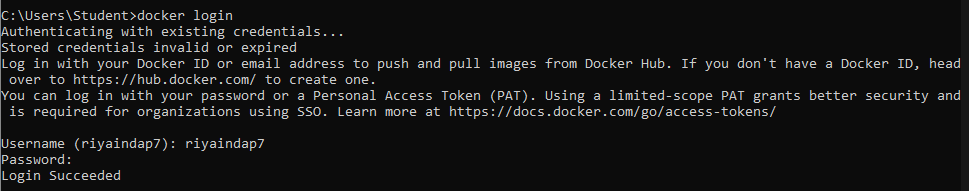 C:\Users\Student>docker login
Authenticating with existing credentials...
Stored credentials invalid or expired
Log in with your Docker ID or email address to push and pull images from Docker Hub. If you don't have a Docker ID, head
over to https://hub.docker.com/ to create one.
You can log in with your password or a Personal Access Token (PAT). Using a limited-scope PAT grants better security and
is required for organizations using SSO. Learn more at https://docs.docker.com/go/access-tokens/
Username (riyaindap7): riyaindap7
Password:
Login Succeeded